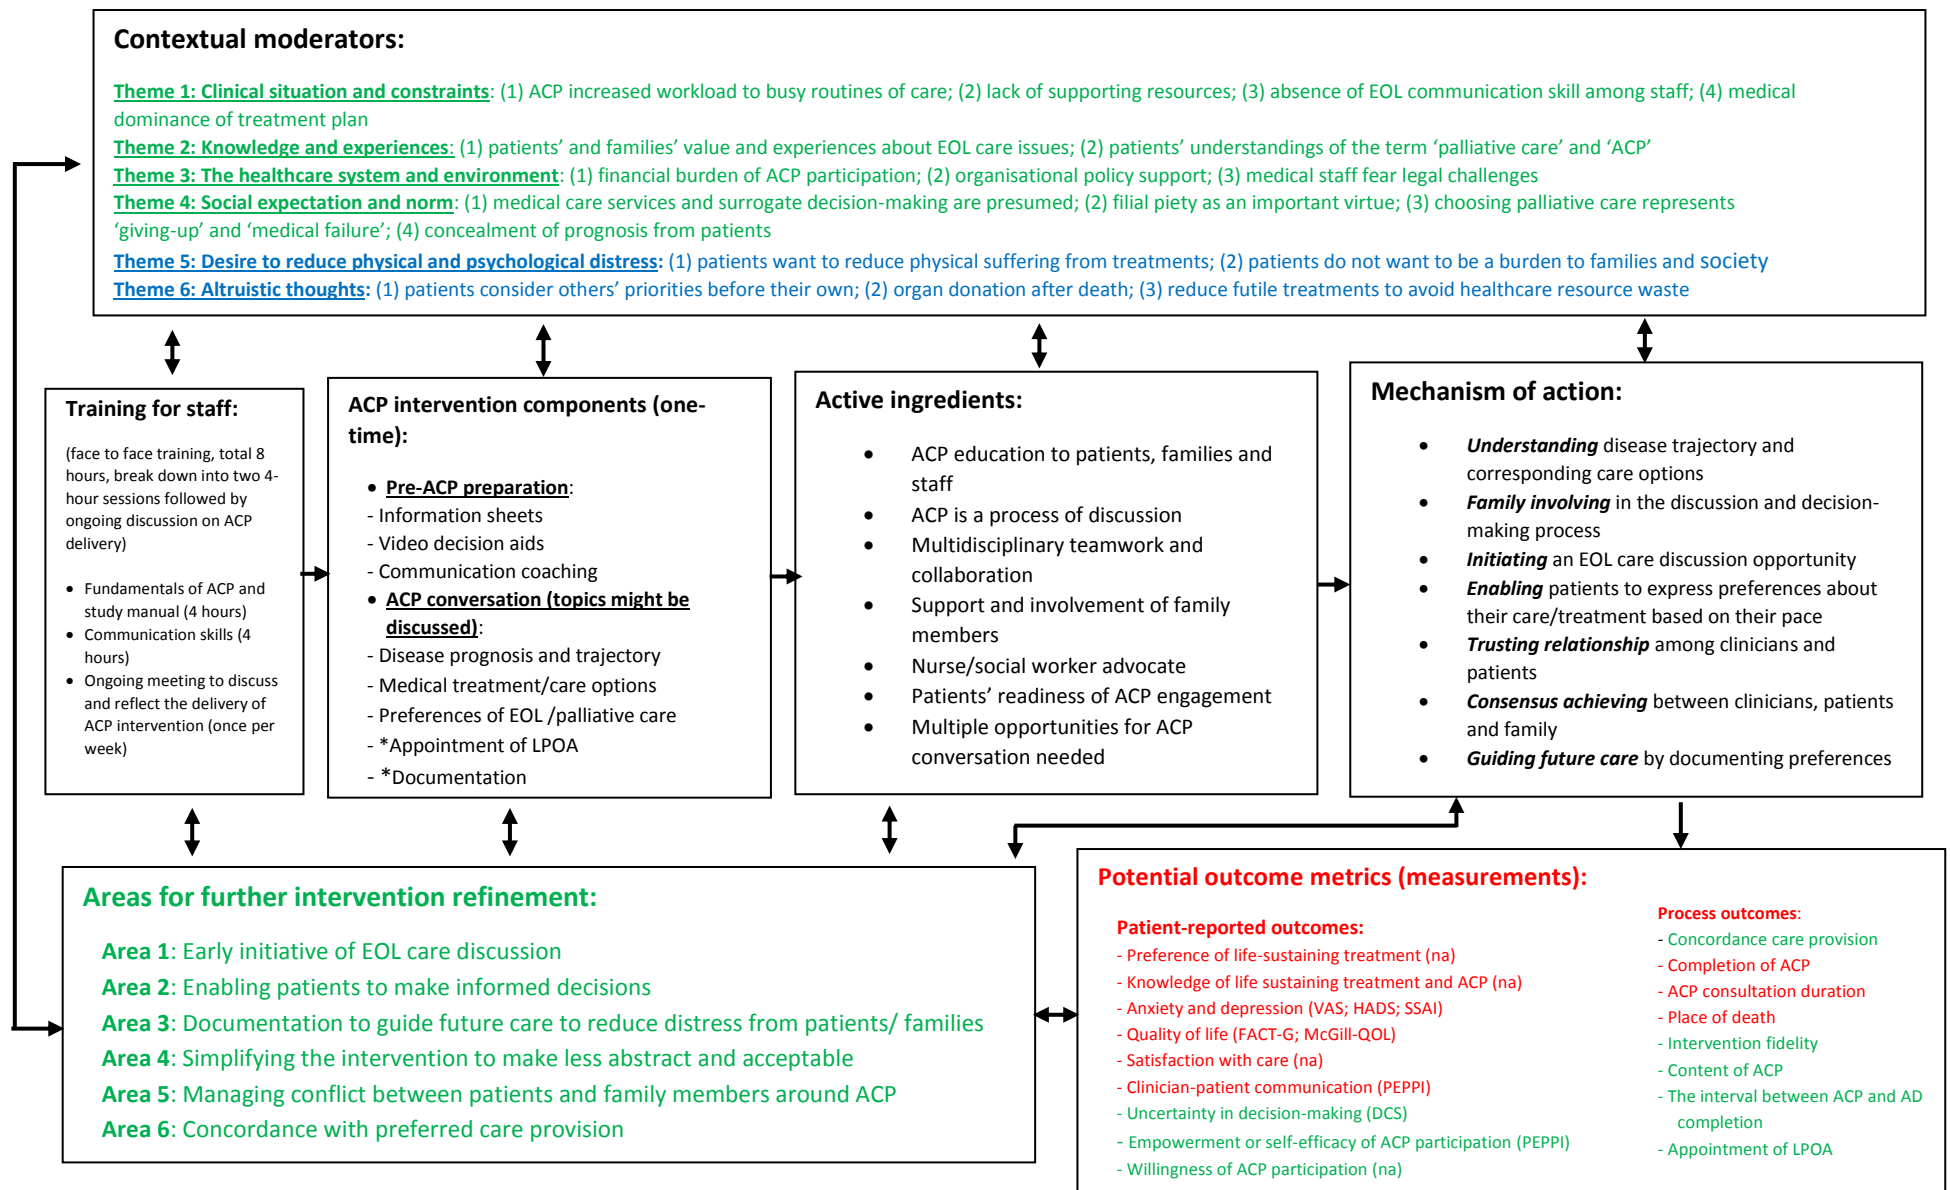 Contextual moderators:
Theme 1: Clinical situation and constraints: (1) ACP increased workload to busy routines of care; (2) lack of supporting resources; (3) absence of EOL communication skill among staff; (4) medical
dominance of treatment plan
Theme 2: Knowledge and experiences: (1) patients’ and families’ value and experiences about EOL care issues; (2) patients’ understandings of the term ‘palliative care’ and ‘ACP’
Theme 3: The healthcare system and environment: (1) financial burden of ACP participation; (2) organisational policy support; (3) medical staff fear legal challenges
Theme 4: Social expectation and norm: (1) medical care services and surrogate decision-making are presumed; (2) filial piety as an important virtue; (3) choosing palliative care represents
‘giving-up’ and ‘medical failure’; (4) concealment of prognosis from patients
Theme 5: Desire to reduce physical and psychological distress: (1) patients want to reduce physical suffering from treatments; (2) patients do not want to be a burden to families and society
Theme 6: Altruistic thoughts: (1) patients consider others’ priorities before their own; (2) organ donation after death; (3) reduce futile treatments to avoid healthcare resource waste
Training for staff:
(face to face training, total 8
hours, break down into two 4-
hour sessions followed by
ongoing discussion on ACP
delivery)
• Fundamentals of ACP and
study manual (4 hours)
• Communication skills (4
hours)
• Ongoing meeting to discuss
and reflect the delivery of
ACP intervention (once per
week)
ACP intervention components (one-
time):
• Pre-ACP preparation:
- Information sheets
- Video decision aids
- Communication coaching
• ACP conversation (topics might be
discussed):
- Disease prognosis and trajectory
- Medical treatment/care options
- Preferences of EOL /palliative care
- *Appointment of LPOA
- *Documentation
Active ingredients:
• ACP education to patients, families and
staff
• ACP is a process of discussion
• Multidisciplinary teamwork and
collaboration
• Support and involvement of family
members
• Nurse/social worker advocate
• Patients’ readiness of ACP engagement
• Multiple opportunities for ACP
conversation needed
Mechanism of action:
• Understanding disease trajectory and
corresponding care options
• Family involving in the discussion and decision-
making process
• Initiating an EOL care discussion opportunity
• Enabling patients to express preferences about
their care/treatment based on their pace
• Trusting relationship among clinicians and
patients
• Consensus achieving between clinicians, patients
and family
• Guiding future care by documenting preferences
Areas for further intervention refinement:
Area 1: Early initiative of EOL care discussion
Area 2: Enabling patients to make informed decisions
Area 3: Documentation to guide future care to reduce distress from patients/ families
Area 4: Simplifying the intervention to make less abstract and acceptable
Area 5: Managing conflict between patients and family members around ACP
Area 6: Concordance with preferred care provision
Potential outcome metrics (measurements):
Patient-reported outcomes:
- Preference of life-sustaining treatment (na)
- Knowledge of life sustaining treatment and ACP (na)
- Anxiety and depression (VAS; HADS; SSAI)
- Quality of life (FACT-G; McGill-QOL)
- Satisfaction with care (na)
- Clinician-patient communication (PEPPI)
- Uncertainty in decision-making (DCS)
- Empowerment or self-efficacy of ACP participation (PEPPI)
- Willingness of ACP participation (na)
Process outcomes:
- Concordance care provision
- Completion of ACP
- ACP consultation duration
- Place of death
- Intervention fidelity
- Content of ACP
- The interval between ACP and AD
completion
- Appointment of LPOA